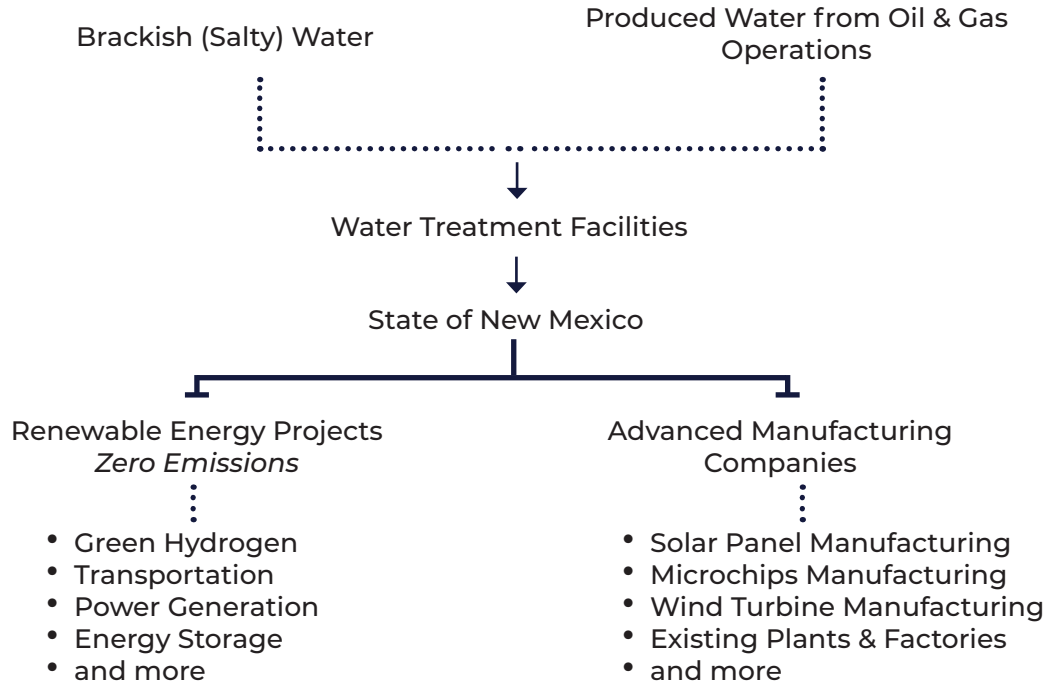 Brackish (Salty) Water
Produced Water from Oil & Gas
Operations
Water Treatment Facilities
State of New Mexico
Renewable Energy Projects
Zero Emissions
• Green Hydrogen
• Transportation
• Power Generation
• Energy Storage
• and more
Advanced Manufacturing
Companies
• Solar Panel Manufacturing
• Microchips Manufacturing
• Wind Turbine Manufacturing
• Existing Plants & Factories
• and more